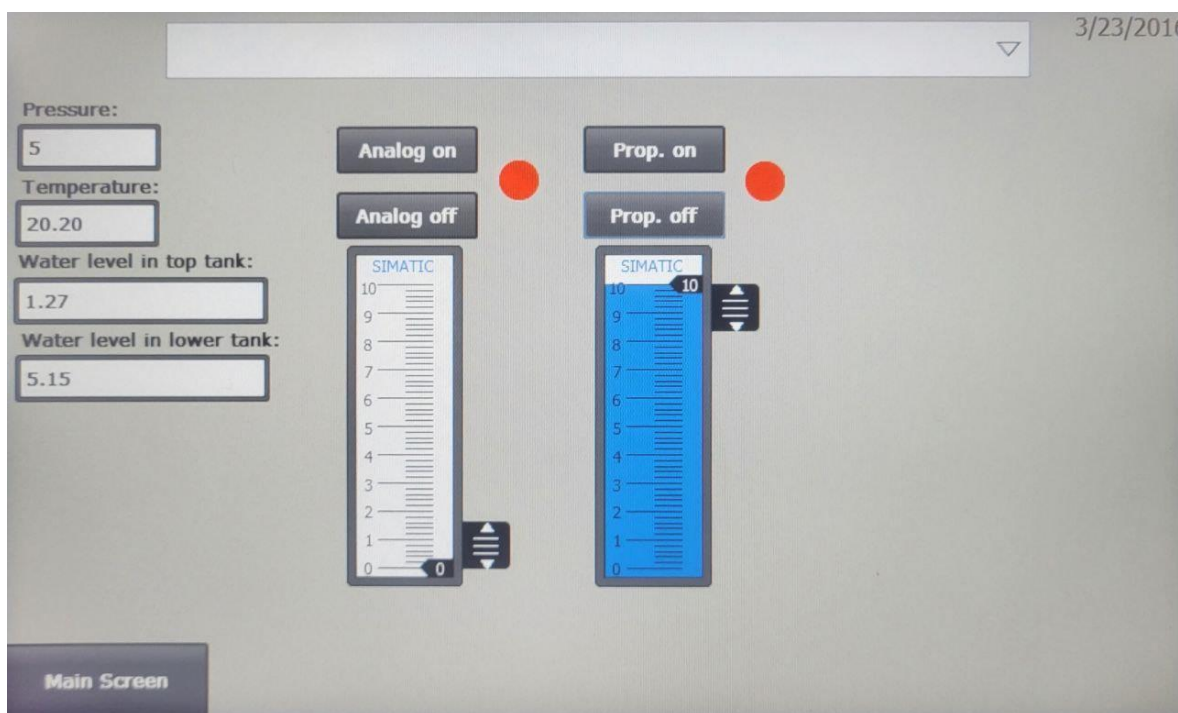 3/23/201
Pressure:
5
Temperature:
20.20
Water level in top tank:
1.27
Water level in lower tank:
5.15
Analog on
Analog off
SIMATIC
10
9
8
7
6
5
4
3
2
1
0
0
Prop. on
Prop. off
SIMATIC
10
10
9
8
7
6
5
4
3
2
1
0
Main Screen